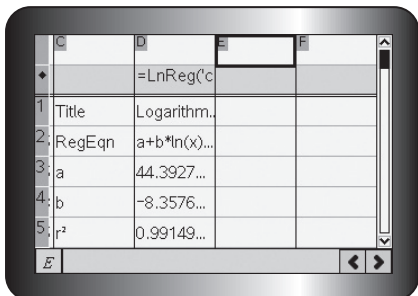 C D E F
♦ =LnReg('c
1 Title Logarithm..
2 RegEqn a+b*ln(x)...
3 a 44.3927...
4 b -8.3576...
5 r² 0.99149...
E